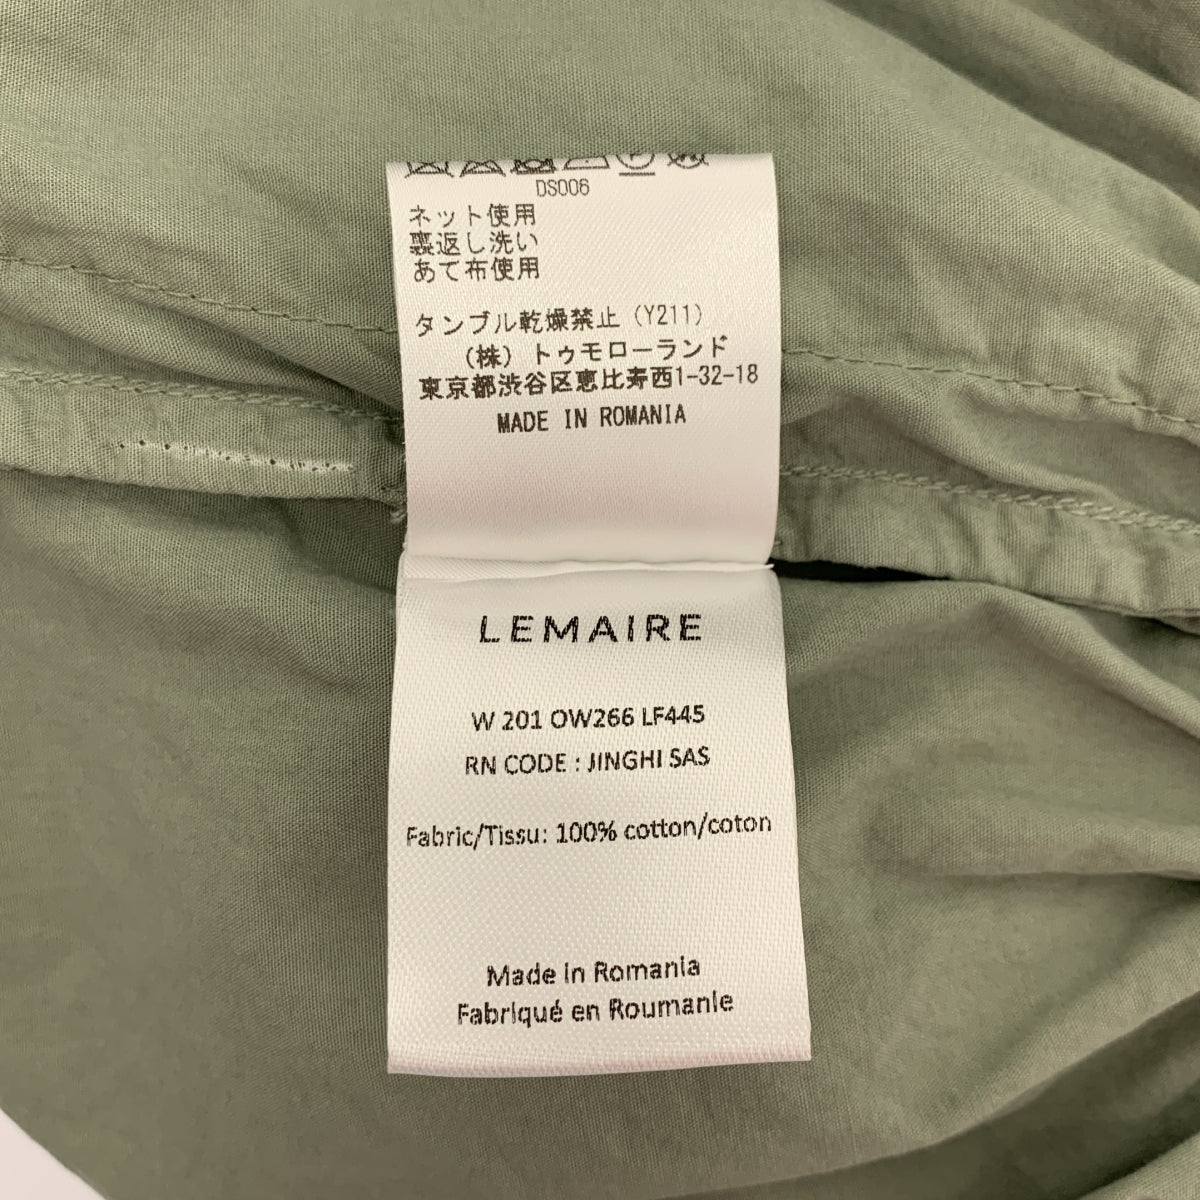 DS006
ネット使用
裏返し洗い
あて布使用
タンブル乾燥禁止（Y211）
（株）トゥモローランド
東京都渋谷区恵比寿西1-32-18
MADE IN ROMANIA
LEMAIRE
W 201 OW266 LF445
RN CODE : JINGHI SAS
Fabric/Tissu: 100% cotton/coton
Made in Romania
Fabriqué en Roumanie